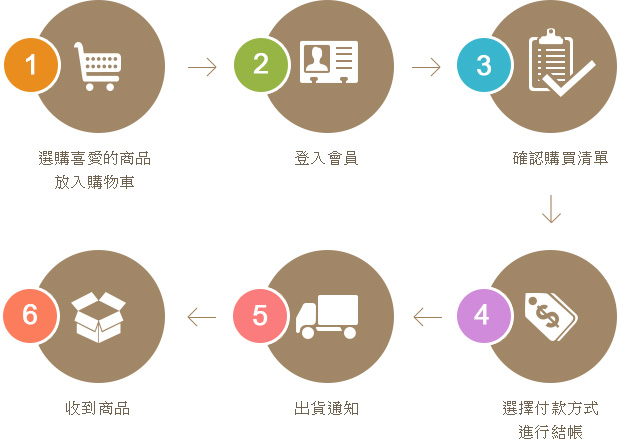 1
選購喜愛的商品
放入購物車
2
登入會員
3
確認購買清單
4
$
選擇付款方式
進行結帳
5
出貨通知
6
收到商品